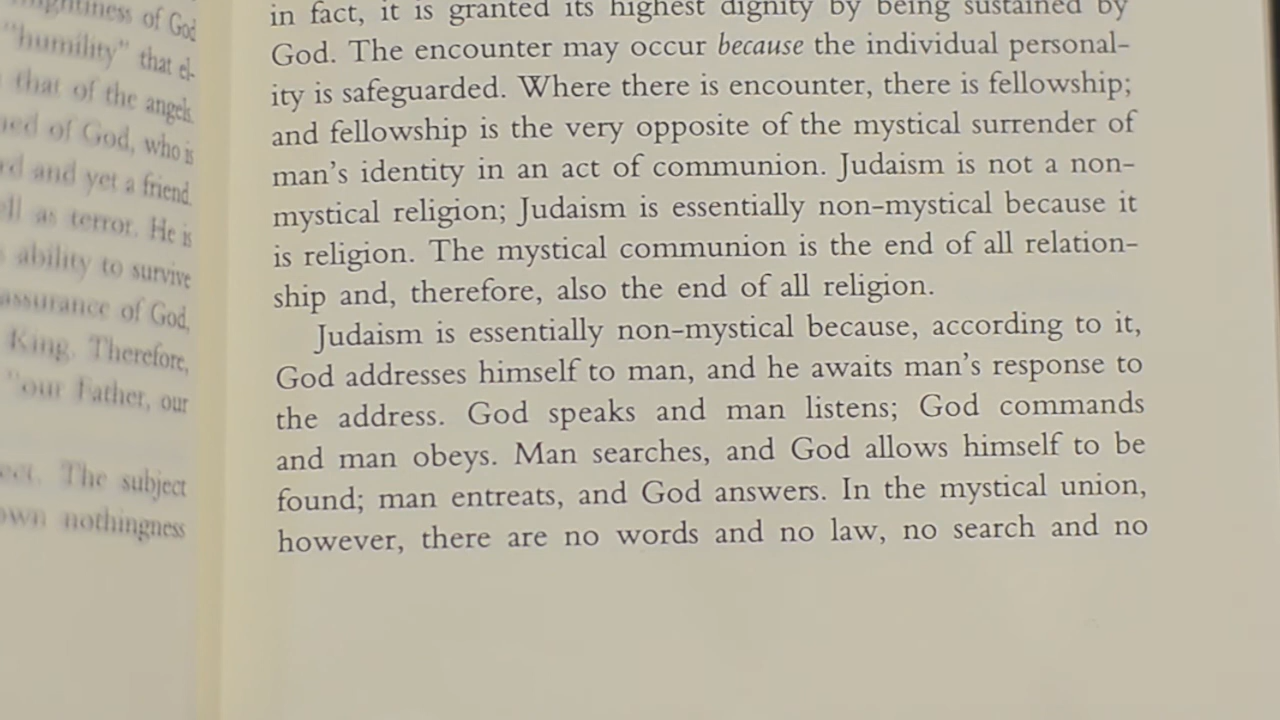 mightiness of God
"humility" that el-
that of the angels.
of God, who is
and yet a friend.
as terror. He is
ability to survive
assurance of God,
King. Therefore,
"our Father, our
The subject
own nothingness
in fact, it is granted its highest dignity by being sustained by
God. The encounter may occur because the individual personal-
ity is safeguarded. Where there is encounter, there is fellowship;
and fellowship is the very opposite of the mystical surrender of
man's identity in an act of communion. Judaism is not a non-
mystical religion; Judaism is essentially non-mystical because it
is religion. The mystical communion is the end of all relation-
ship and, therefore, also the end of all religion.
Judaism is essentially non-mystical because, according to it,
God addresses himself to man, and he awaits man's response to
the address. God speaks and man listens; God commands
and man obeys. Man searches, and God allows himself to be
found; man entreats, and God answers. In the mystical union,
however, there are no words and no law, no search and no